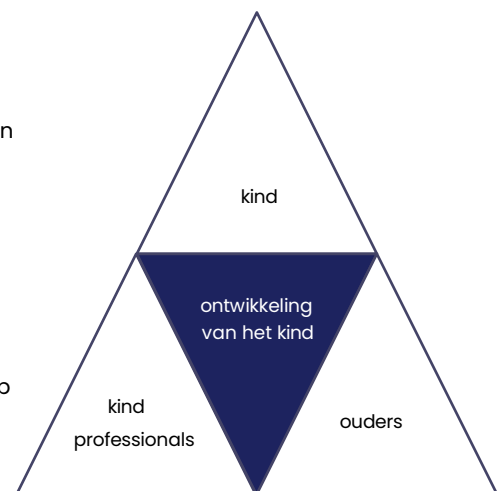 n
kind
ontwikkeling
van het kind
p
kind
professionals
ouders